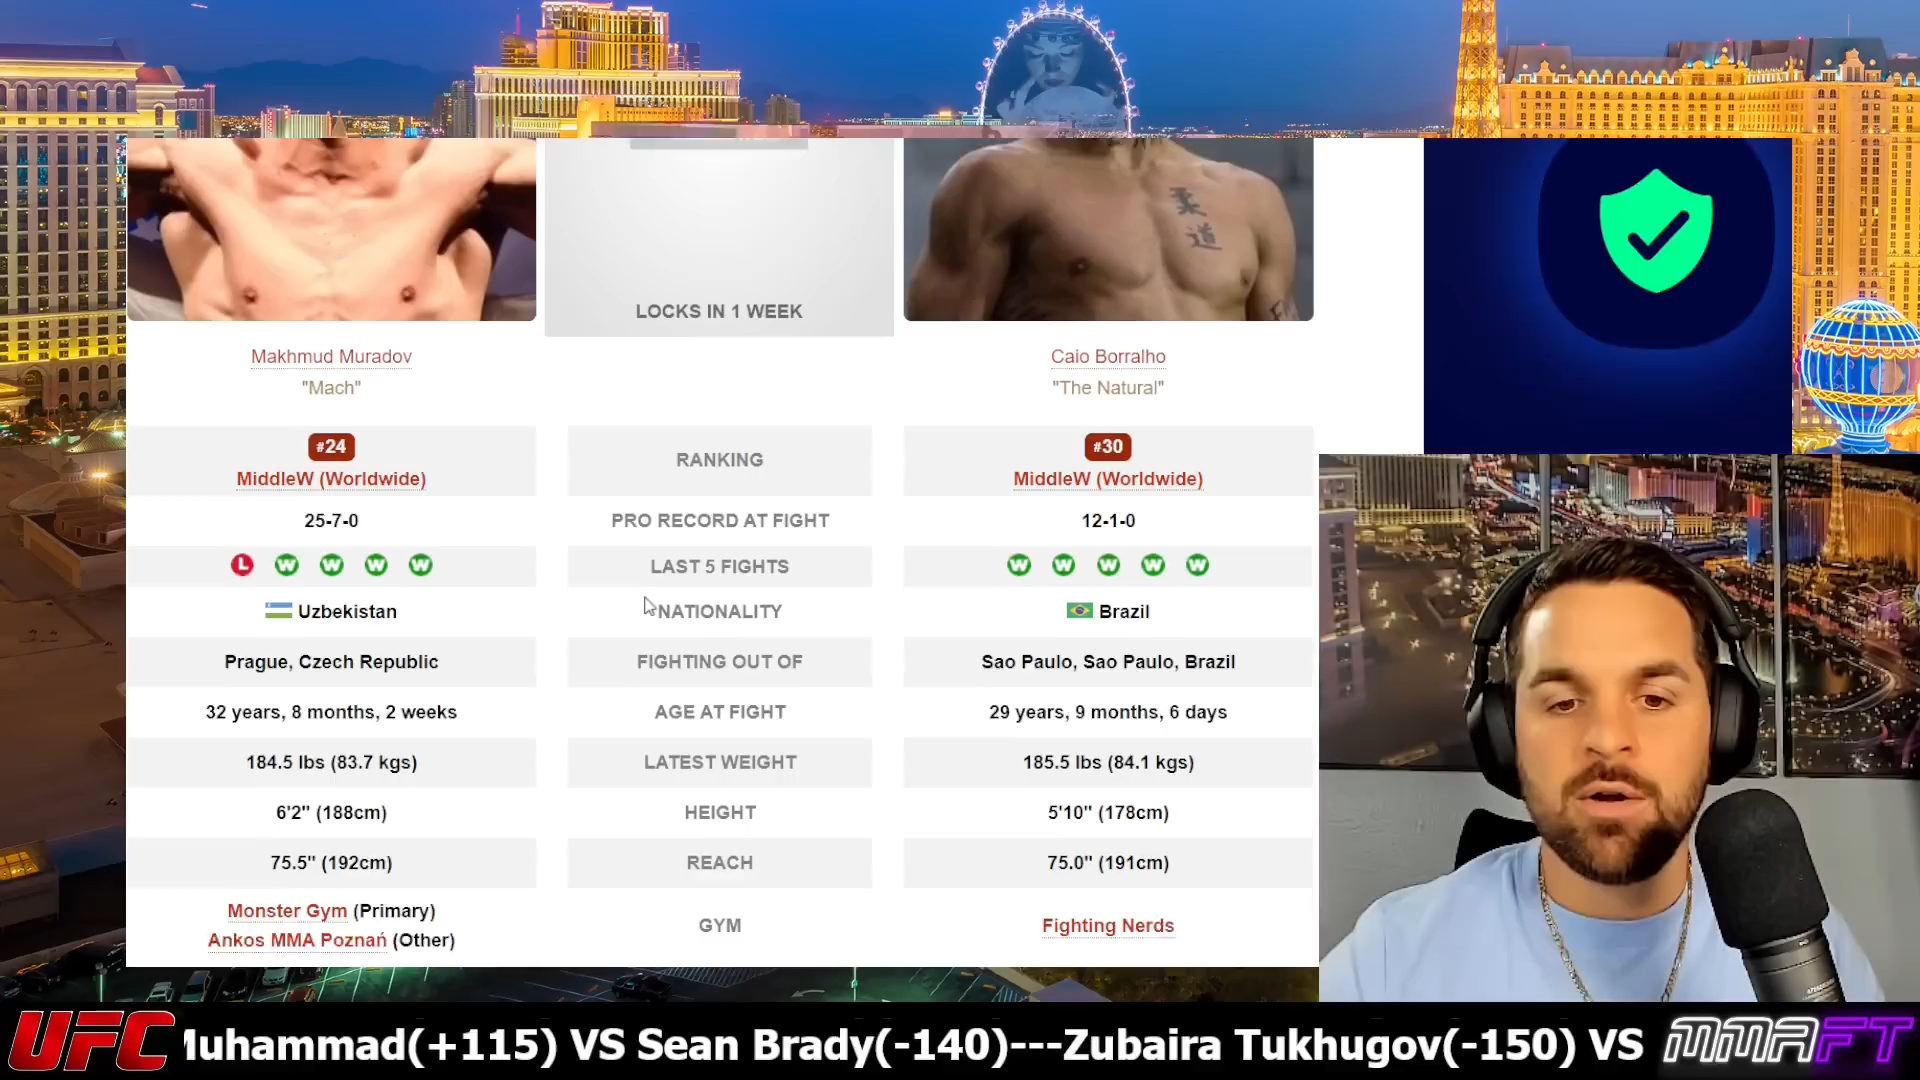 柔
道
LOCKS IN 1 WEEK
Makhmud Muradov
"Mach"
Caio Borralho
"The Natural"
#24
MiddleW (Worldwide)
RANKING
#30
MiddleW (Worldwide)
25-7-0
PRO RECORD AT FIGHT
12-1-0
L W W W W
LAST 5 FIGHTS
W W W W W
Uzbekistan
NATIONALITY
Brazil
Prague, Czech Republic
FIGHTING OUT OF
Sao Paulo, Sao Paulo, Brazil
32 years, 8 months, 2 weeks
AGE AT FIGHT
29 years, 9 months, 6 days
184.5 lbs (83.7 kgs)
LATEST WEIGHT
185.5 lbs (84.1 kgs)
6'2" (188cm)
HEIGHT
5'10" (178cm)
75.5" (192cm)
REACH
75.0" (191cm)
Monster Gym (Primary)
Ankos MMA Poznań (Other)
GYM
Fighting Nerds
UFC
Muhammad(+115) VS Sean Brady(-140)---Zubaira Tukhugov(-150) VS
MMAFT